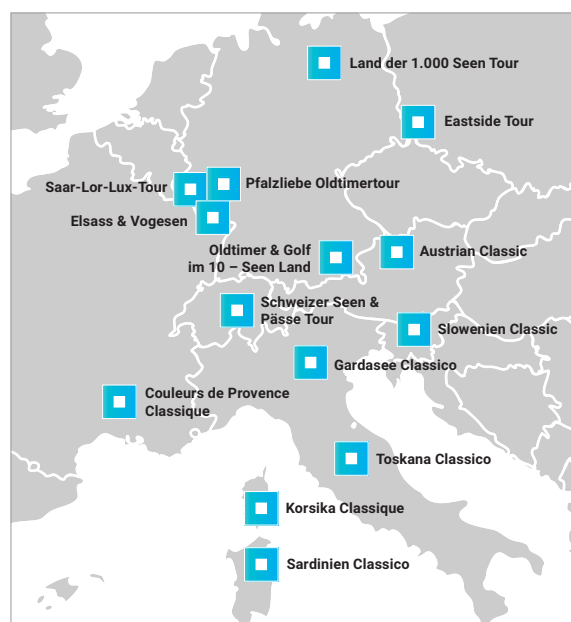 Land der 1.000 Seen Tour
Eastside Tour
Saar-Lor-Lux-Tour
Pfalzliebe Oldtimertour
Elsass & Vogesen
Oldtimer & Golf
im 10 – Seen Land
Austrian Classic
Schweizer Seen &
Pässe Tour
Slowenien Classic
Gardasee Classico
Couleurs de Provence
Classique
Toskana Classico
Korsika Classique
Sardinien Classico